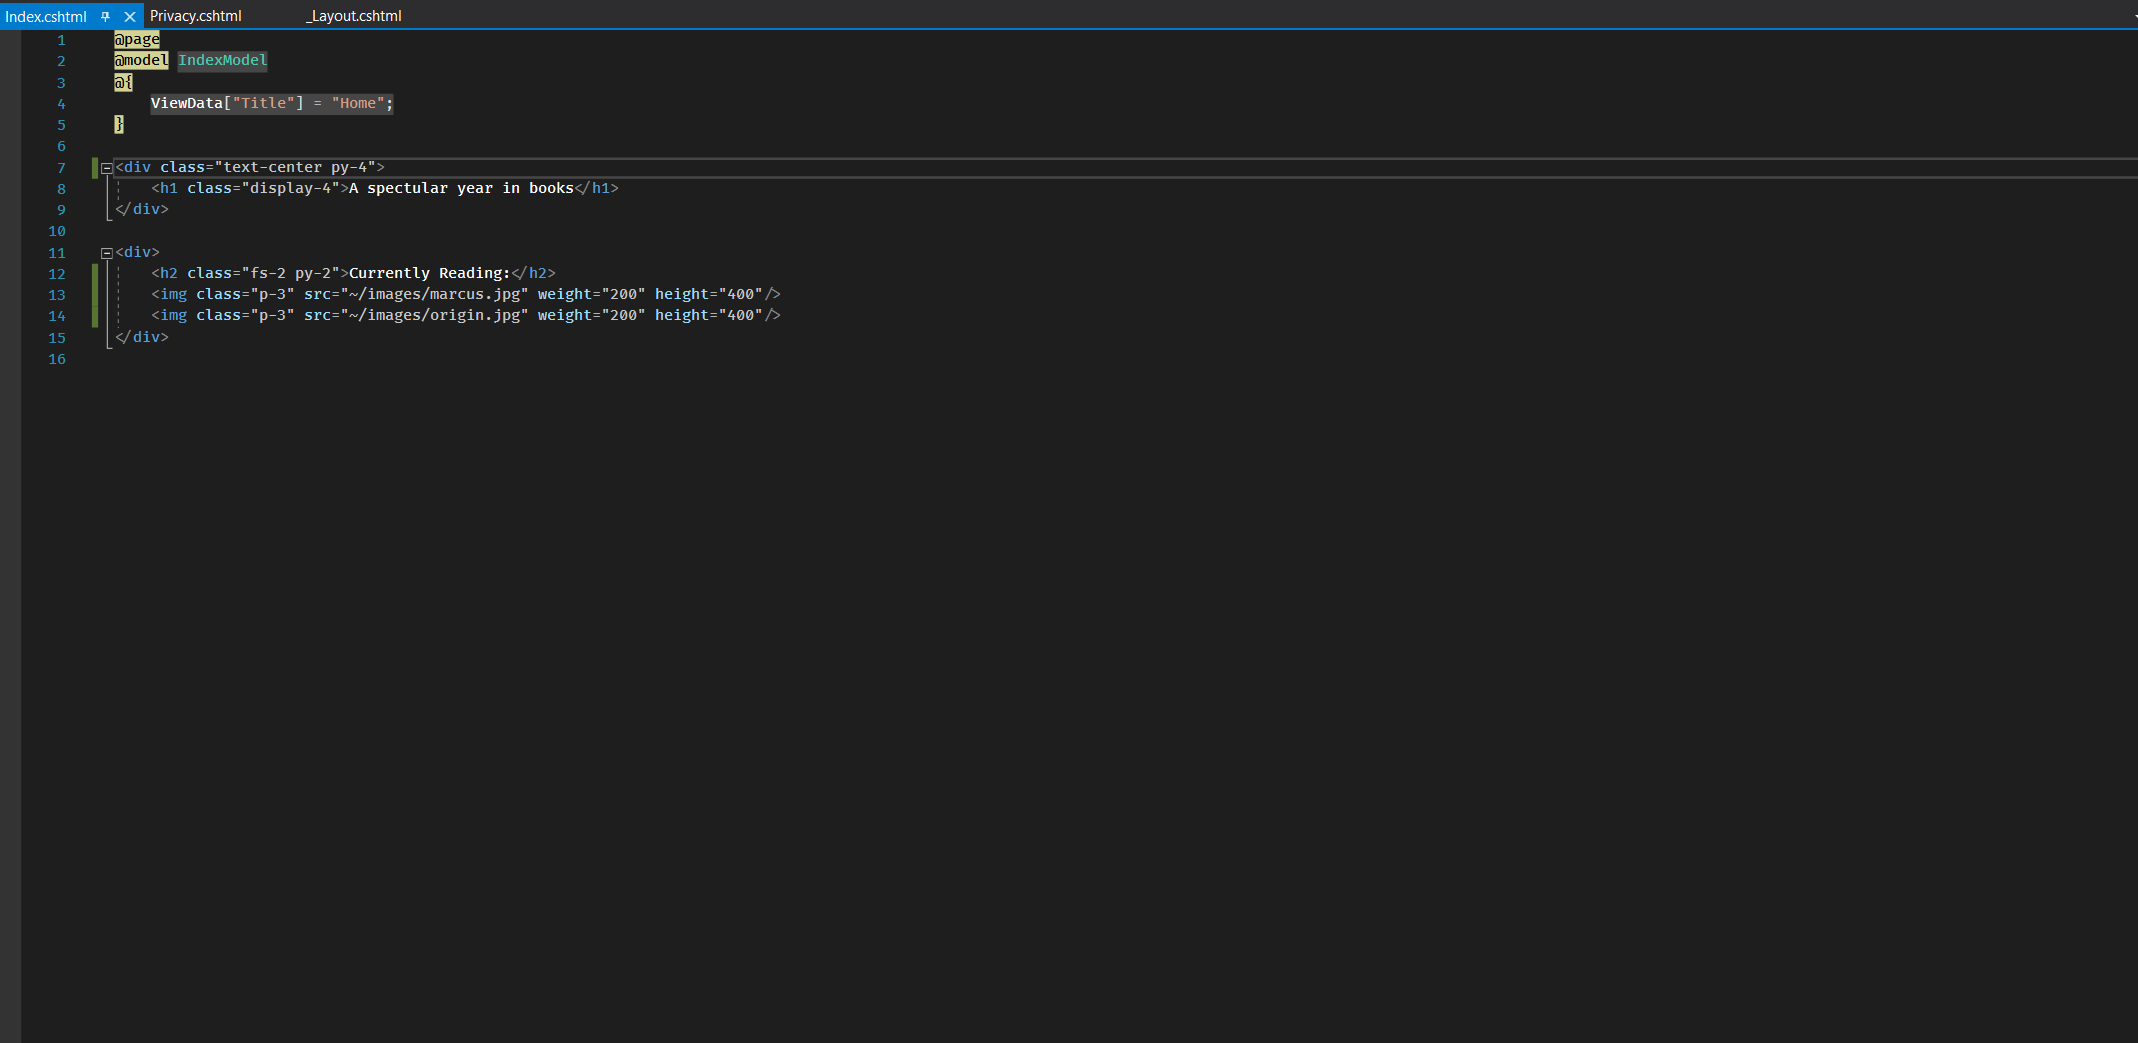 Index.cshtml Privacy.cshtml _Layout.cshtml
1 @page
2 @model IndexModel
3 @{
4 ViewData["Title"] = "Home";
5 }
6
7 <div class="text-center py-4">
8 <h1 class="display-4">A spectular year in books</h1>
9 </div>
10
11 <div>
12 <h2 class="fs-2 py-2">Currently Reading:</h2>
13 <img class="p-3" src="~/images/marcus.jpg" weight="200" height="400"/>
14 <img class="p-3" src="~/images/origin.jpg" weight="200" height="400"/>
15 </div>
16